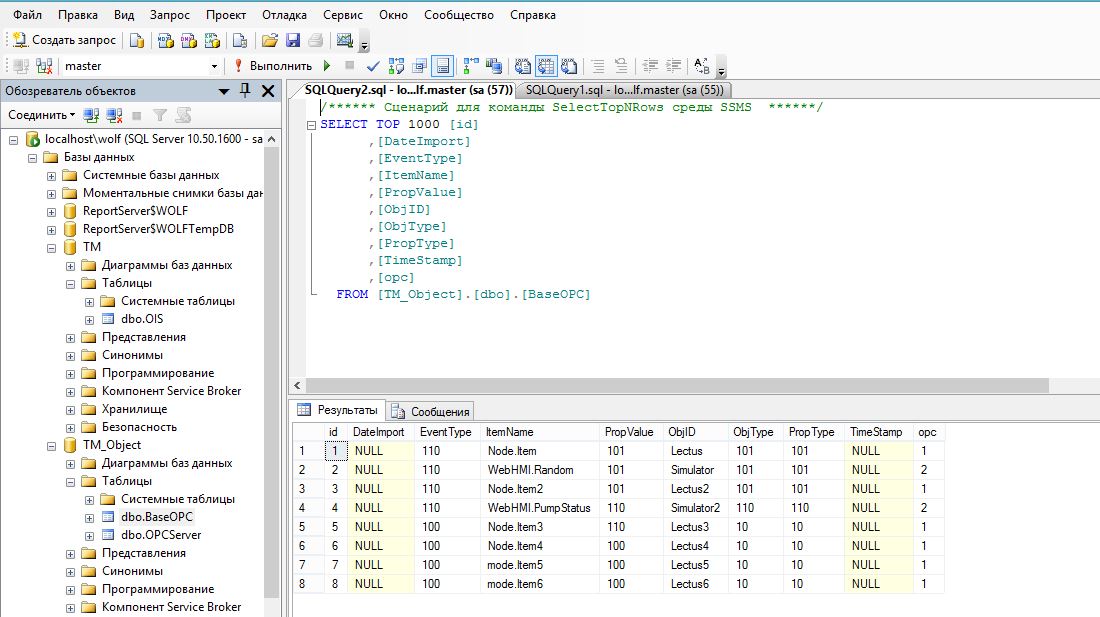 Файл Правка Вид Запрос Проект Отладка Сервис Окно Сообщество Справка
Создать запрос
master Выполнить
Обозреватель объектов
Соединить
localhost\wolf (SQL Server 10.50.1600 - sa
Базы данных
Системные базы данных
Моментальные снимки базы дан
ReportServer$WOLF
ReportServer$WOLFTempDB
TM
Диаграммы баз данных
Таблицы
Системные таблицы
dbo.OIS
Представления
Синонимы
Программирование
Компонент Service Broker
Хранилище
Безопасность
TM_Object
Диаграммы баз данных
Таблицы
Системные таблицы
dbo.BaseOPC
dbo.OPCServer
Представления
Синонимы
Программирование
Компонент Service Broker
SQLQuery2.sql - lo...lf.master (sa (57)) SQLQuery1.sql - lo...lf.master (sa (55))
/****** Сценарий для команды SelectTopNRows среды SSMS ******/
SELECT TOP 1000 [id]
,[DateImport]
,[EventType]
,[ItemName]
,[PropValue]
,[ObjID]
,[ObjType]
,[PropType]
,[TimeStamp]
,[opc]
FROM [TM_Object].[dbo].[BaseOPC]
Результаты Сообщения
id DateImport EventType ItemName PropValue ObjID ObjType PropType TimeStamp opc
1 1 NULL 110 Node.Item 101 Lectus 101 101 NULL 1
2 2 NULL 110 WebHMI.Random 101 Simulator 101 101 NULL 2
3 3 NULL 110 Node.Item2 101 Lectus2 101 101 NULL 1
4 4 NULL 110 WebHMI.PumpStatus 110 Simulator2 110 110 NULL 2
5 5 NULL 100 Node.Item3 110 Lectus3 10 10 NULL 1
6 6 NULL 100 Node.Item4 100 Lectus4 10 10 NULL 1
7 7 NULL 100 mode.Item5 100 Lectus5 10 10 NULL 1
8 8 NULL 100 mode.Item6 100 Lectus6 10 10 NULL 1